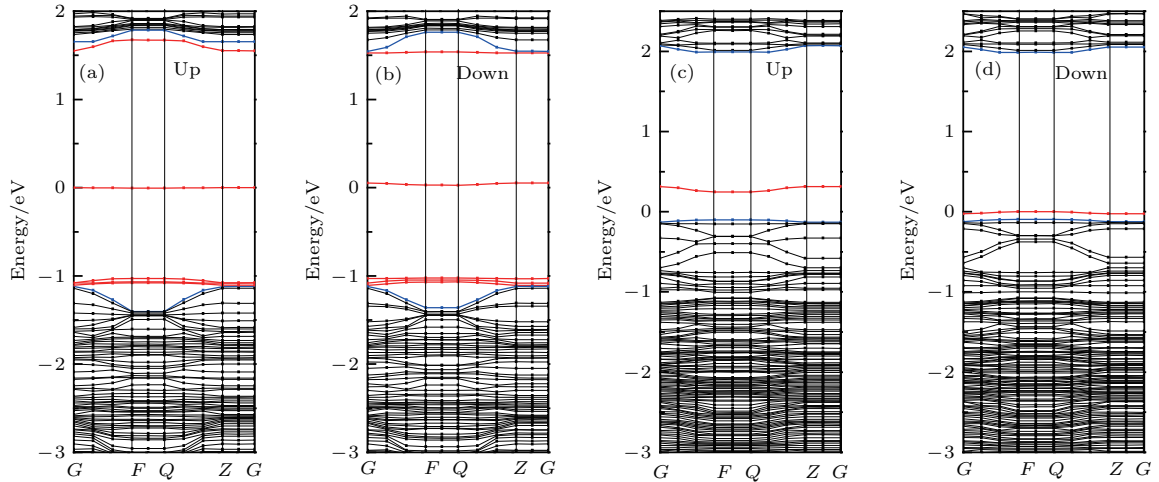 Energy/eV
2
1
0
−1
−2
−3
(a)
Up
G F Q Z G
Energy/eV
2
1
0
−1
−2
−3
(b)
Down
G F Q Z G
Energy/eV
2
1
0
−1
−2
−3
(c)
Up
G F Q Z G
Energy/eV
2
1
0
−1
−2
−3
(d)
Down
G F Q Z G